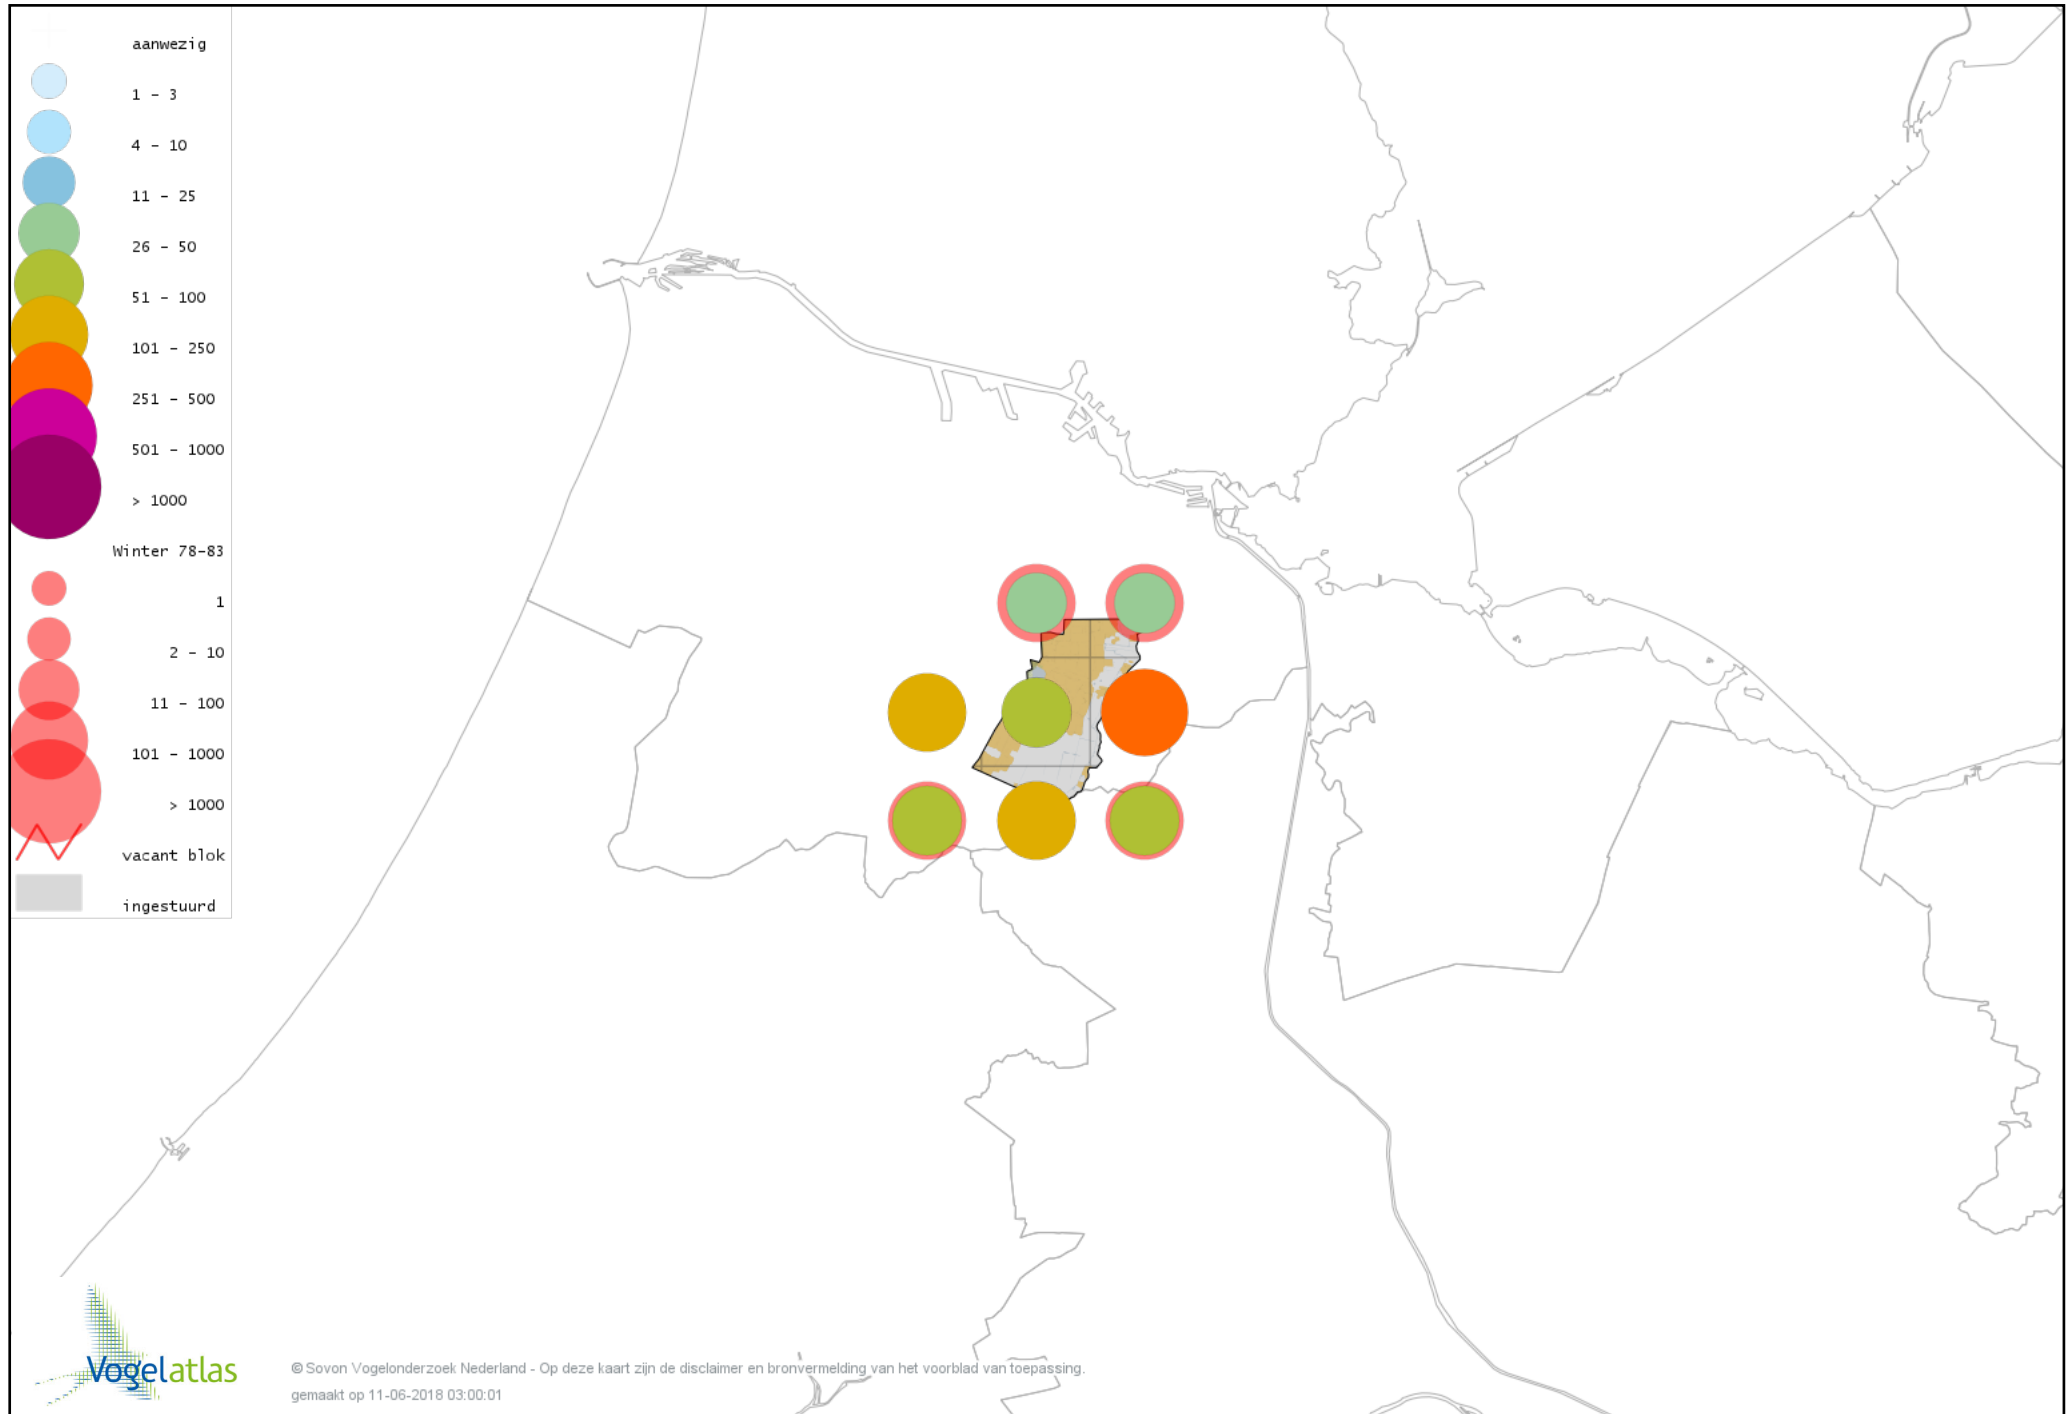 aanwezig
1 – 3
4 – 10
11 – 25
26 – 50
51 – 100
101 – 250
251 – 500
501 – 1000
> 1000
Winter 78-83
1
2 – 10
11 – 100
101 – 1000
> 1000
vacant blok
ingestuurd
Vogelatlas
© Sovon Vogelonderzoek Nederland - Op deze kaart zijn de disclaimer en bronvermelding van het voorblad van toepassing.
gemaakt op 11-06-2018 03:00:01